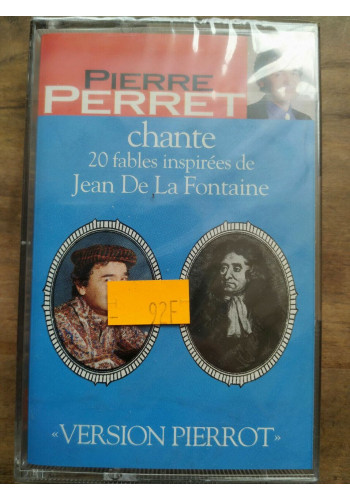 PIERRE
PERRET
chante
20 fables inspirées de
Jean De La Fontaine
92F
«VERSION PIERROT»